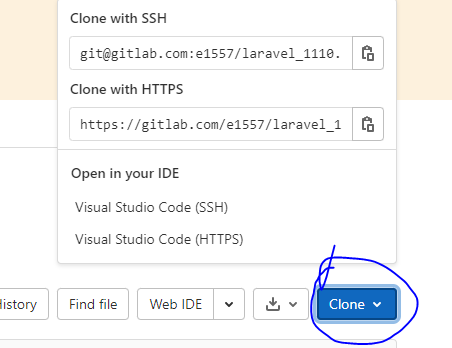 Clone with SSH
git@gitlab.com:e1557/laravel_1110.
Clone with HTTPS
https://gitlab.com/e1557/laravel_1
Open in your IDE
Visual Studio Code (SSH)
Visual Studio Code (HTTPS)
History Find file Web IDE Clone